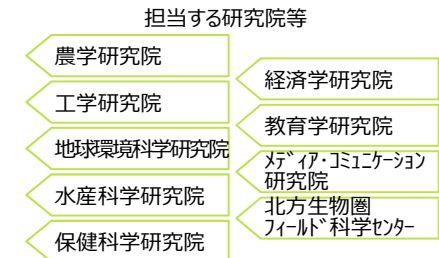 担当する研究院等
農学研究院
工学研究院
地球環境科学研究院
水産科学研究院
保健科学研究院
経済学研究院
教育学研究院
ﾒﾃﾞｨｱ・ｺﾐｭﾆｹｰｼｮﾝ
研究院
北方生物圏
ﾌｨｰﾙﾄﾞ科学ｾﾝﾀｰ